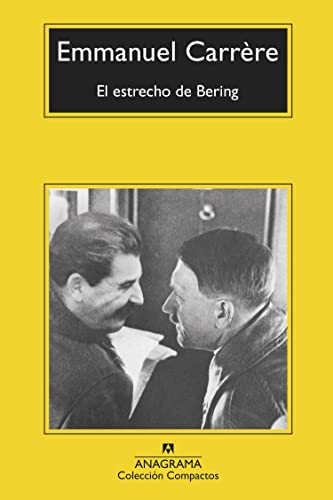 Emmanuel Carrère
El estrecho de Bering
ANAGRAMA
Colección Compactos